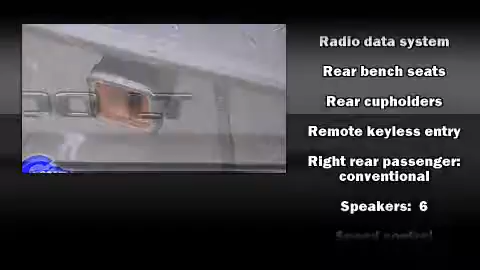 Radio data system
Rear bench seats
Rear cupholders
Remote keyless entry
Right rear passenger:
conventional
Speakers: 6